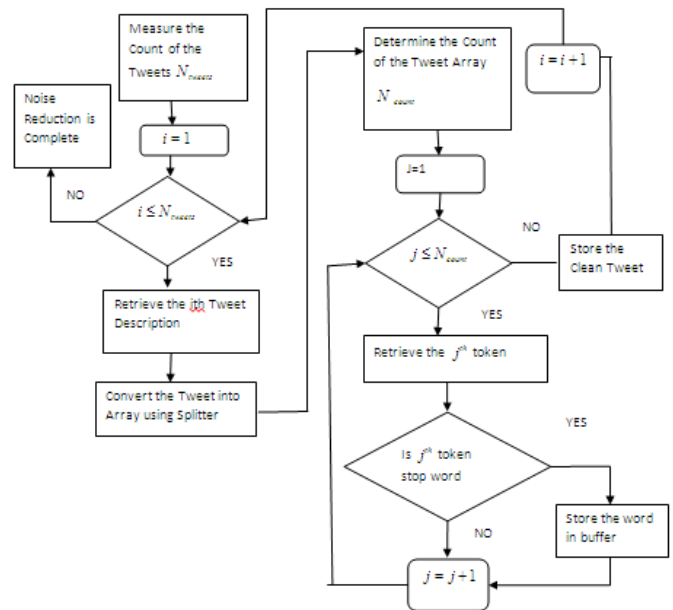 Measure the
Count of the
Tweets N_tweets
i = 1
Noise
Reduction is
Complete
NO
i ≤ N_tweets
YES
Retrieve the ith Tweet
Description
Convert the Tweet into
Array using Splitter
Determine the Count
of the Tweet Array
N_count
J=1
j ≤ N_count
NO
Store the
Clean Tweet
i = i+1
YES
Retrieve the j^th token
Is j^th token
stop word
YES
Store the word
in buffer
NO
j = j+1